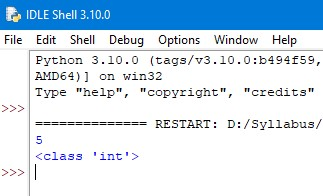 IDLE Shell 3.10.0
File Edit Shell Debug Options Window Help
Python 3.10.0 (tags/v3.10.0:b494f59,
AMD64)] on win32
Type "help", "copyright", "credits"
>>>
============== RESTART: D:/Syllabus/
5
<class 'int'>
>>>